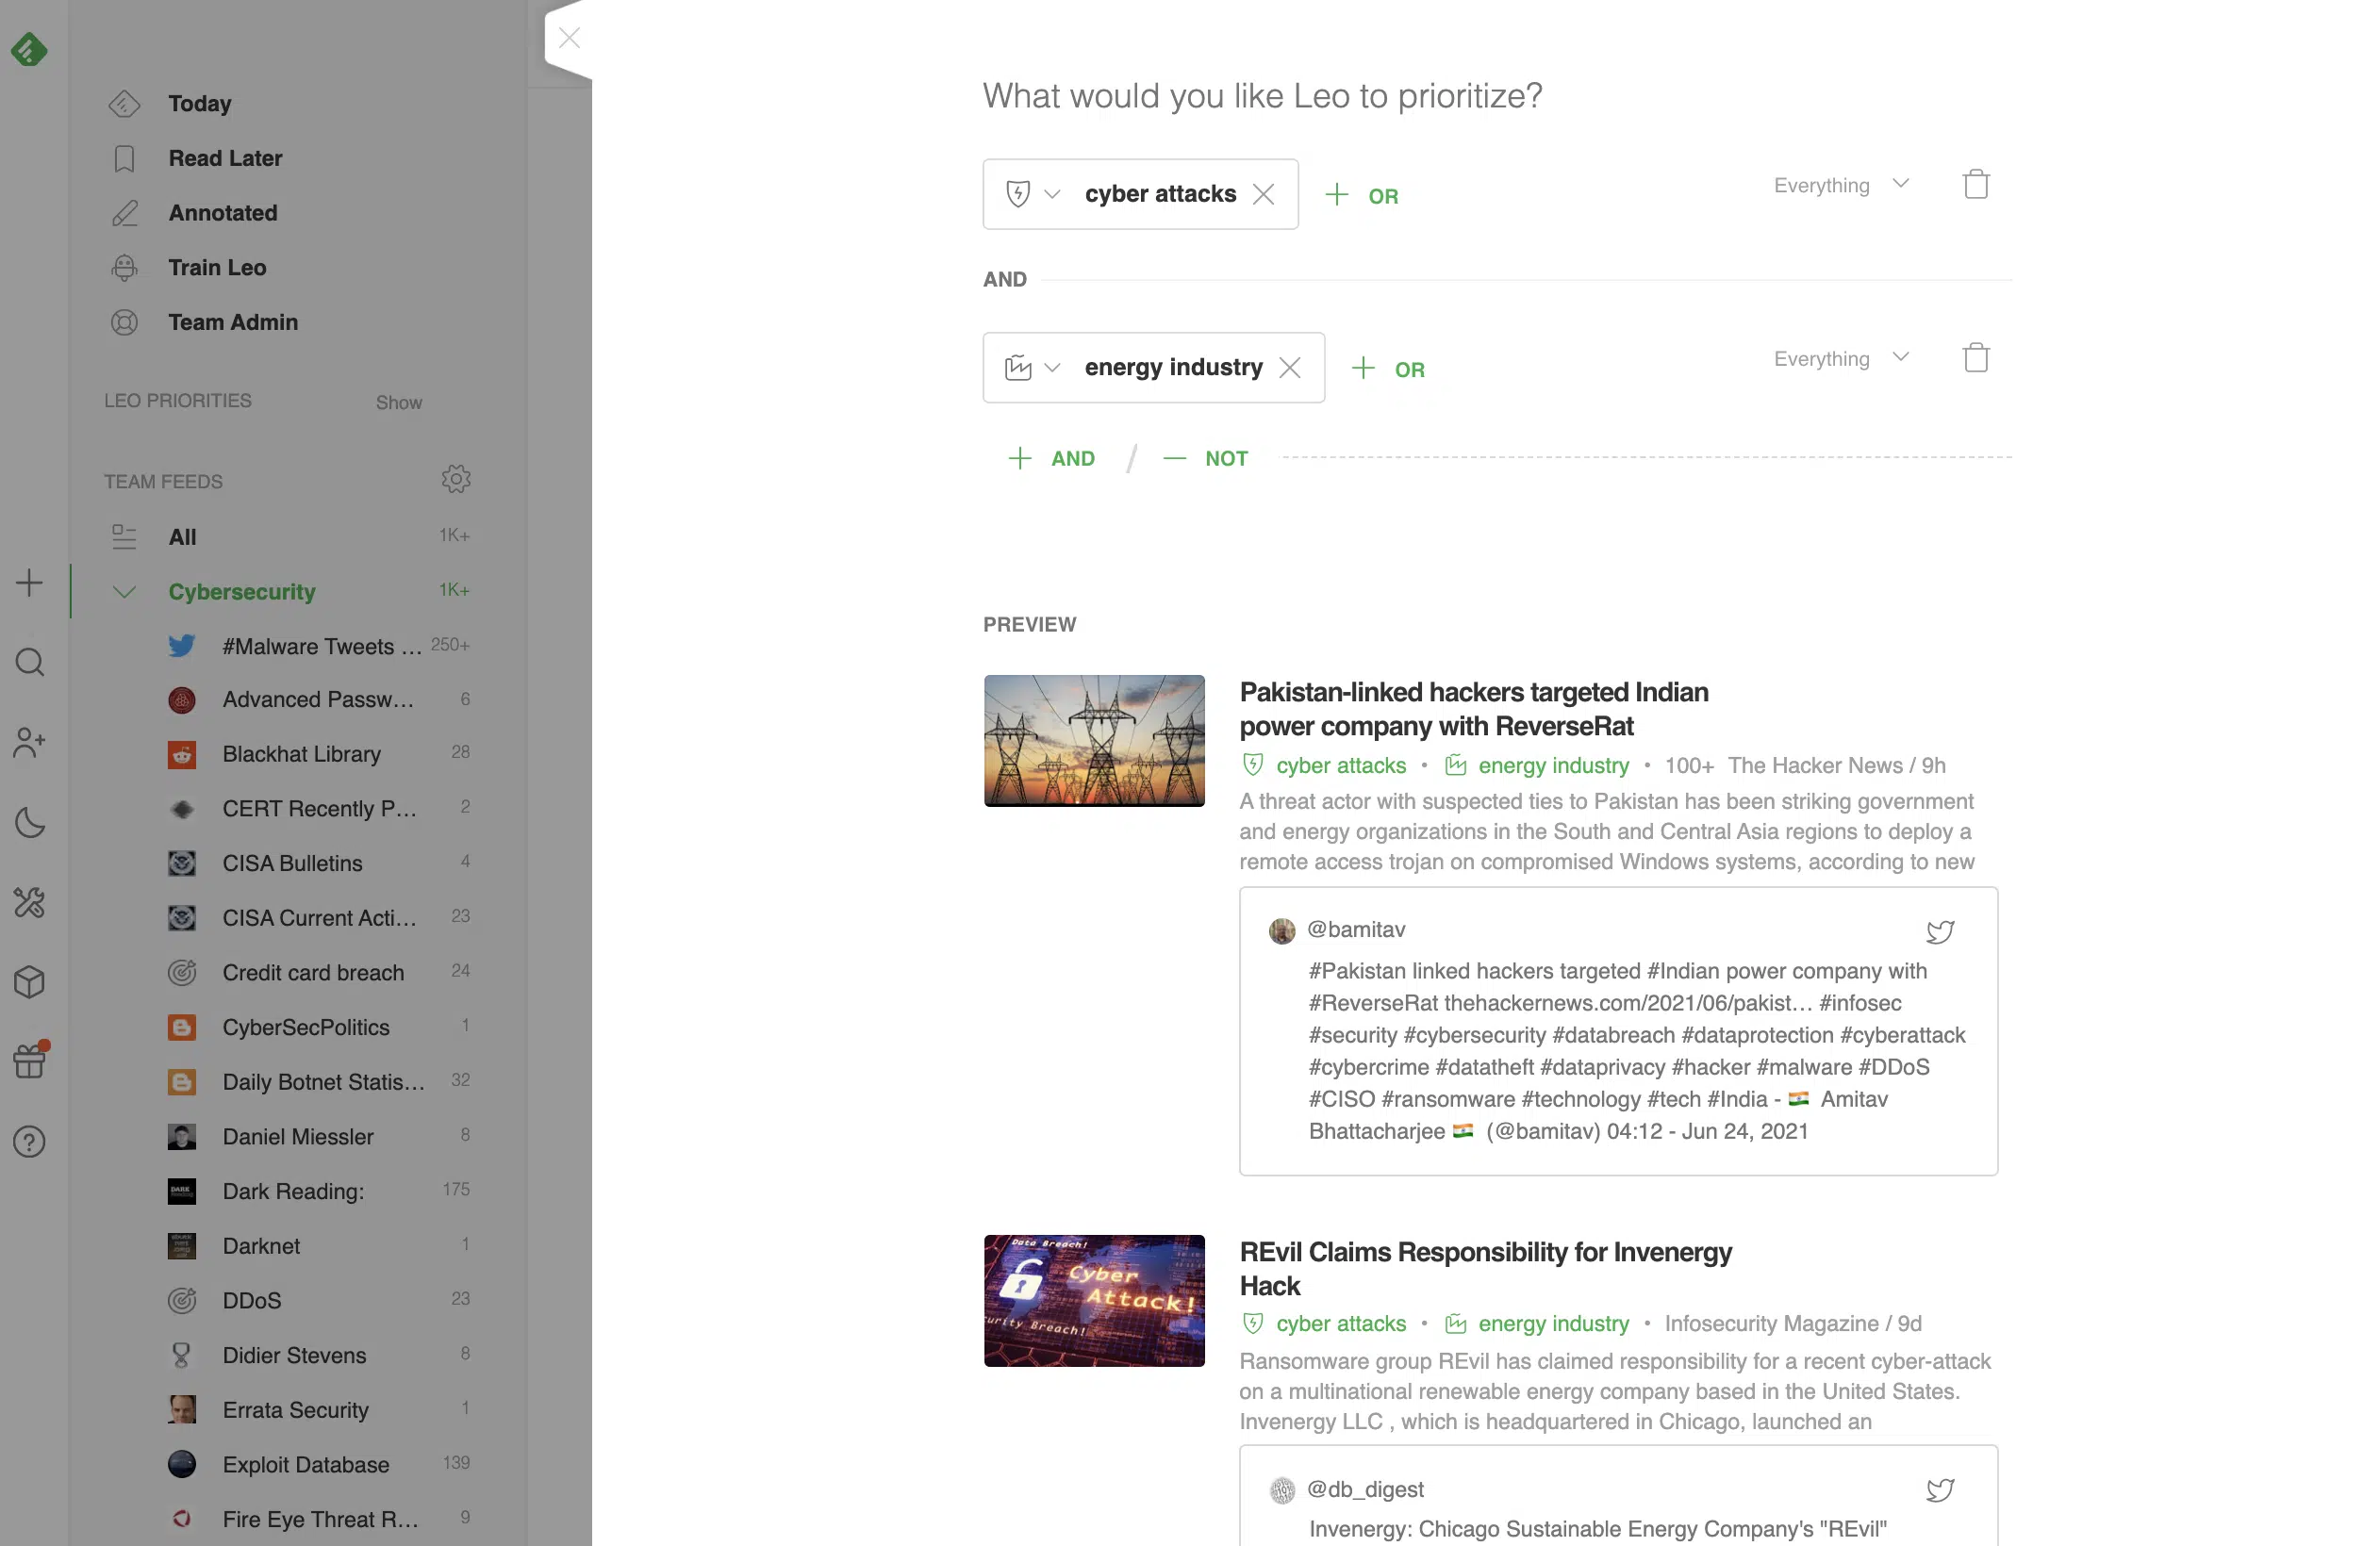 Today
Read Later
Annotated
Train Leo
Team Admin
LEO PRIORITIES Show
TEAM FEEDS
All 1K+
Cybersecurity 1K+
#Malware Tweets ... 250+
Advanced Passw... 6
Blackhat Library 28
CERT Recently P... 2
CISA Bulletins 4
CISA Current Acti... 23
Credit card breach 24
CyberSecPolitics 1
Daily Botnet Statis... 32
Daniel Miessler 8
Dark Reading: 175
Darknet 1
DDoS 23
Didier Stevens 8
Errata Security 1
Exploit Database 139
Fire Eye Threat R... 9
What would you like Leo to prioritize?
cyber attacks OR Everything
AND
energy industry OR Everything
AND / NOT
PREVIEW
Pakistan-linked hackers targeted Indian
power company with ReverseRat
cyber attacks • energy industry • 100+ The Hacker News / 9h
A threat actor with suspected ties to Pakistan has been striking government
and energy organizations in the South and Central Asia regions to deploy a
remote access trojan on compromised Windows systems, according to new
@bamitav
#Pakistan linked hackers targeted #Indian power company with
#ReverseRat thehackernews.com/2021/06/pakist... #infosec
#security #cybersecurity #databreach #dataprotection #cyberattack
#cybercrime #datatheft #dataprivacy #hacker #malware #DDoS
#CISO #ransomware #technology #tech #India - 🇮🇳 Amitav
Bhattacharjee 🇮🇳 (@bamitav) 04:12 - Jun 24, 2021
Data Breach!
Cyber
Attack!
curity Breach!
REvil Claims Responsibility for Invenergy
Hack
cyber attacks • energy industry • Infosecurity Magazine / 9d
Ransomware group REvil has claimed responsibility for a recent cyber-attack
on a multinational renewable energy company based in the United States.
Invenergy LLC , which is headquartered in Chicago, launched an
@db_digest
Invenergy: Chicago Sustainable Energy Company's "REvil"